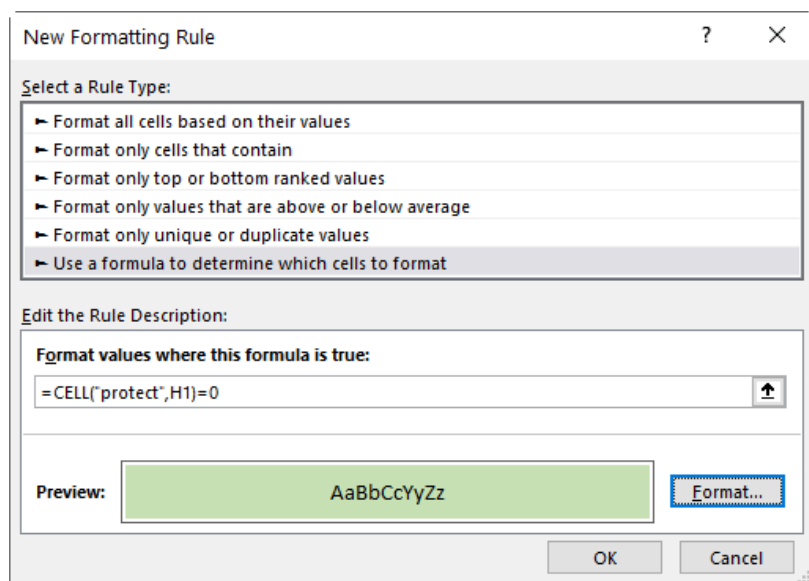 New Formatting Rule ? ×
Select a Rule Type:
► Format all cells based on their values
► Format only cells that contain
► Format only top or bottom ranked values
► Format only values that are above or below average
► Format only unique or duplicate values
► Use a formula to determine which cells to format
Edit the Rule Description:
Format values where this formula is true:
=CELL("protect",H1)=0
Preview: AaBbCcYyZz Format...
OK Cancel